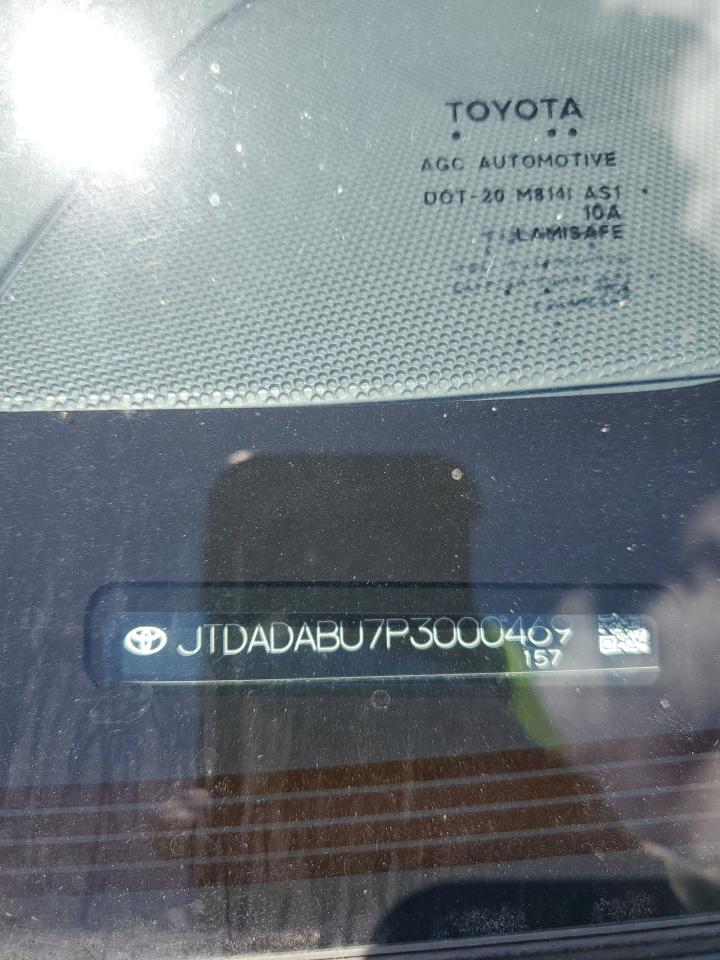 TOYOTA
AGC AUTOMOTIVE
DOT-20 M814I AS1
10A
LAMISAFE
JTDADABU7P3000469
157